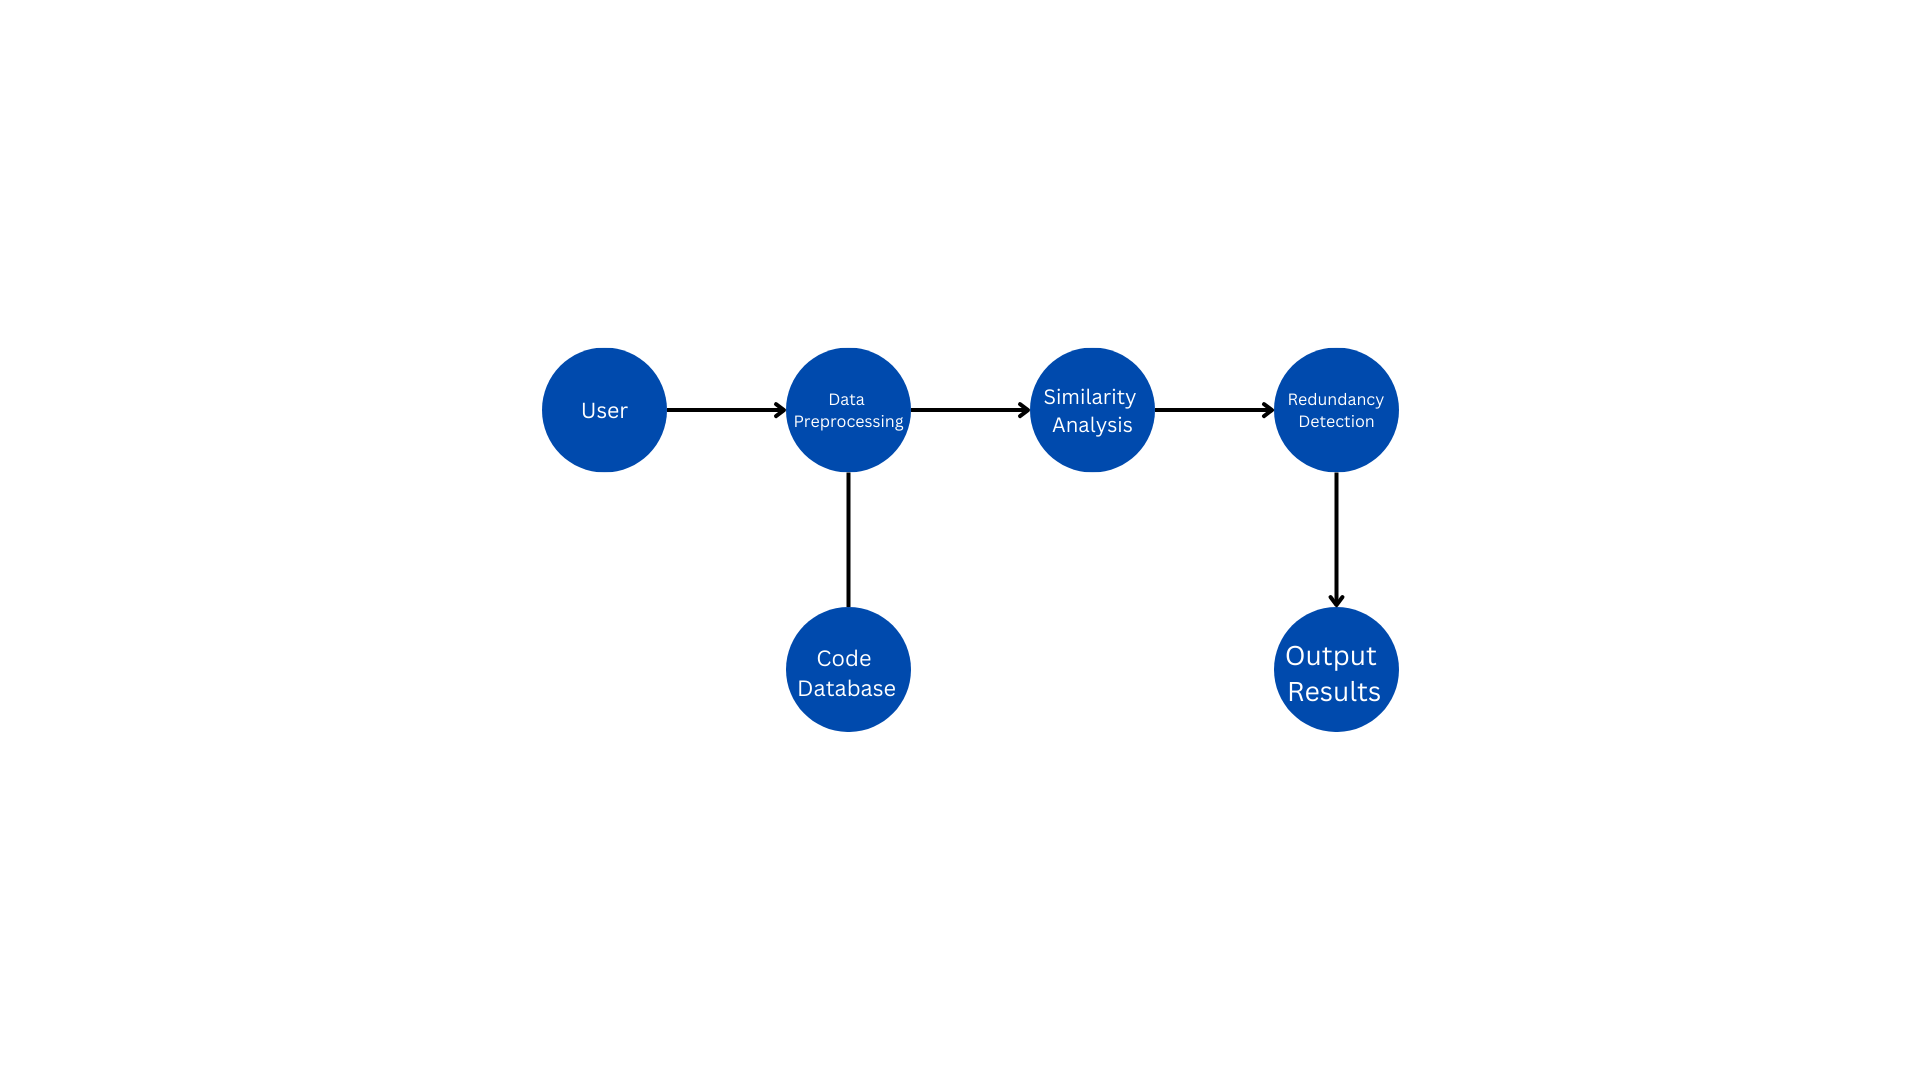 User
Data
Preprocessing
Similarity
Analysis
Redundancy
Detection
Code
Database
Output
Results